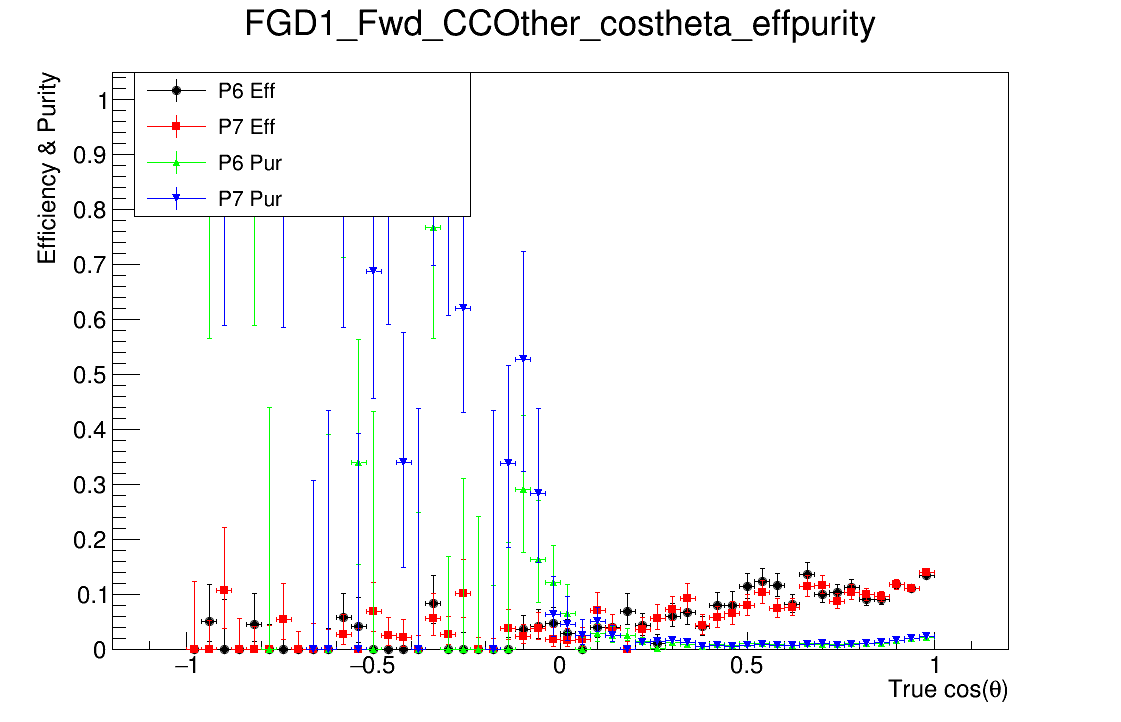 FGD1_Fwd_CCOther_costheta_effpurity
Efficiency & Purity
P6 Eff
P7 Eff
P6 Pur
P7 Pur
1
0.9
0.8
0.7
0.6
0.5
0.4
0.3
0.2
0.1
0
−1
−0.5
0
0.5
1
True cos(θ)